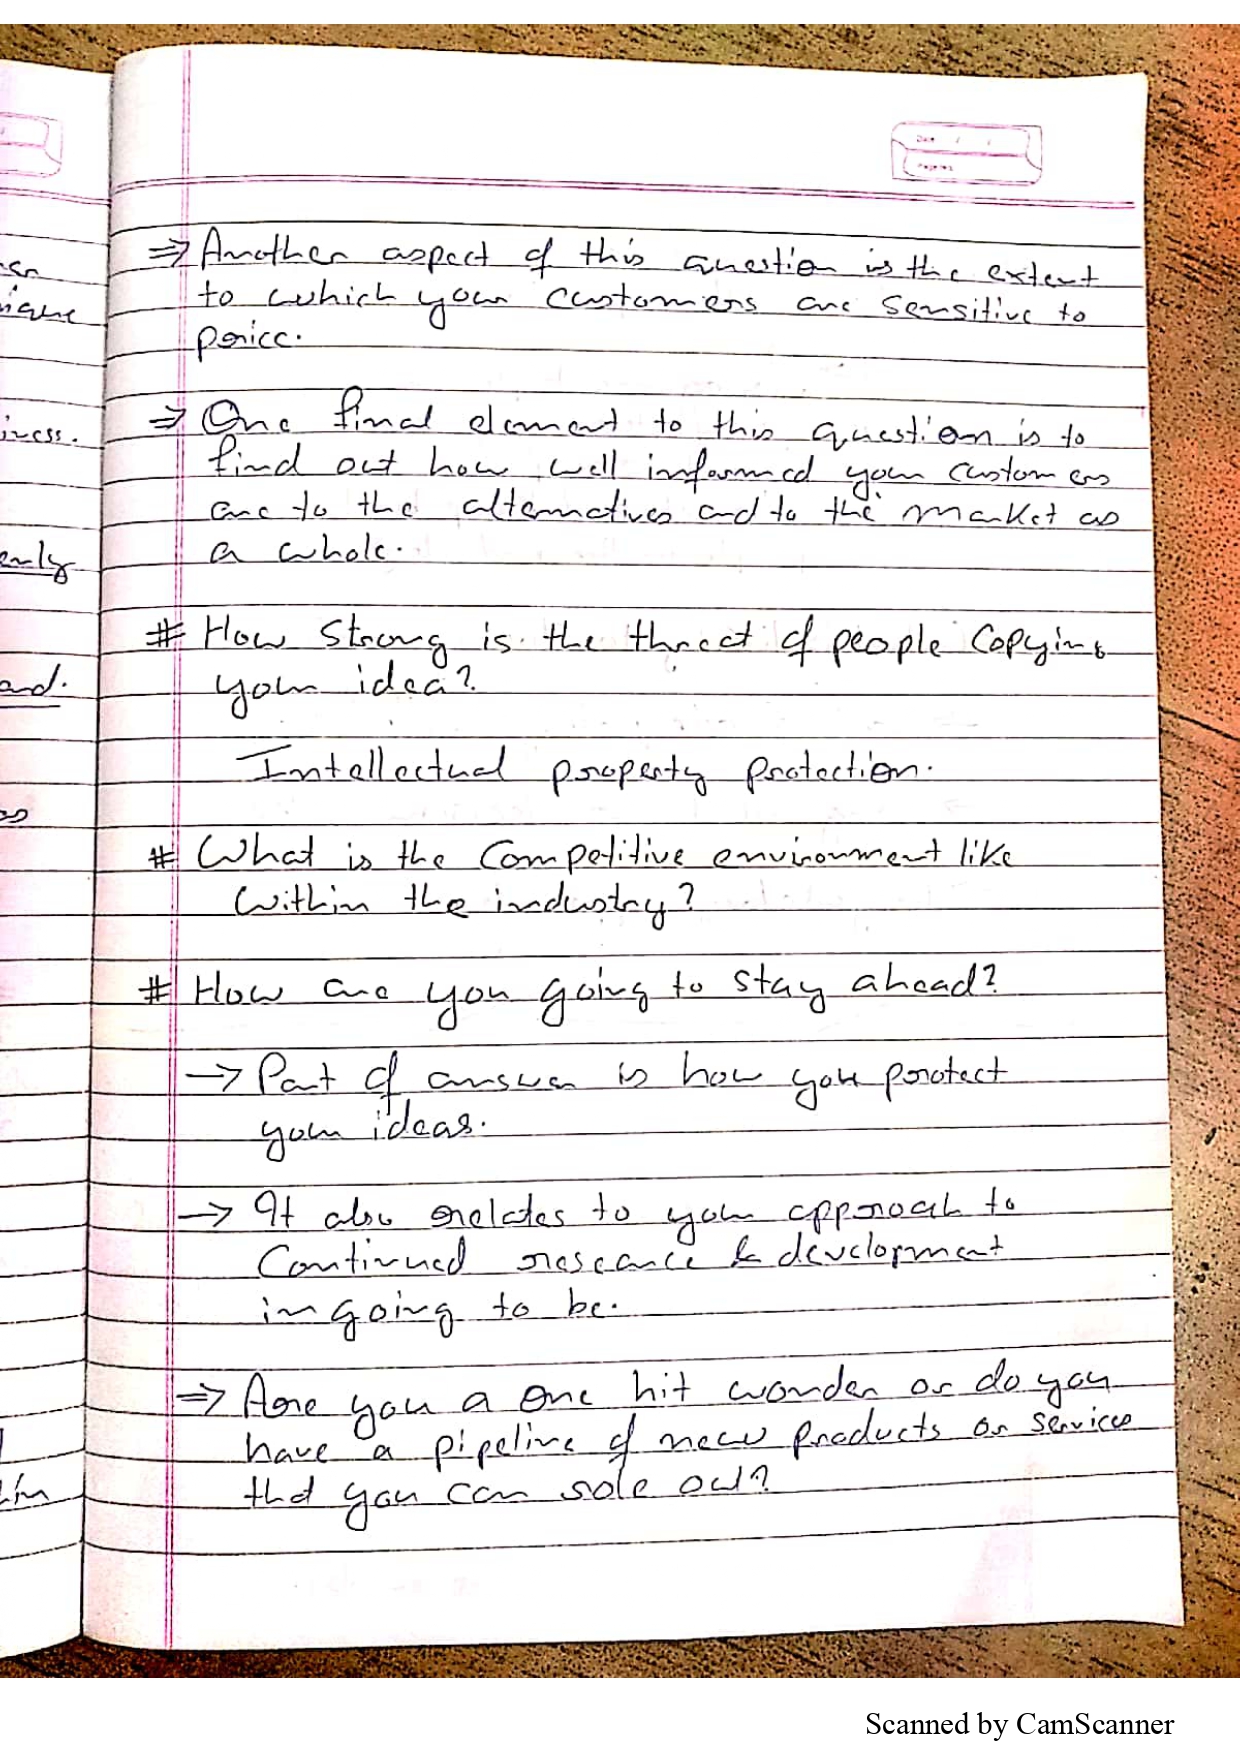 ⇒ Another aspect of this question is the extent
to which your customers are sensitive to
price.
⇒ One final element to this question is to
find out how well informed your customers
are to the alternatives and to the market as
a whole.
# How strong is the threat of people Copying
your idea?
Intellectual property protection.
# What is the Competitive environment like
within the industry?
# How are you going to stay ahead?
→ Part of answer is how you protect
your ideas.
→ It also relates to your approach to
Continued researce & development
in going to be.
⇒ Are you a one hit wonder or do you
have a pipeline of new products or services
that you can sole out?
iness.
enly
and.
Scanned by CamScanner